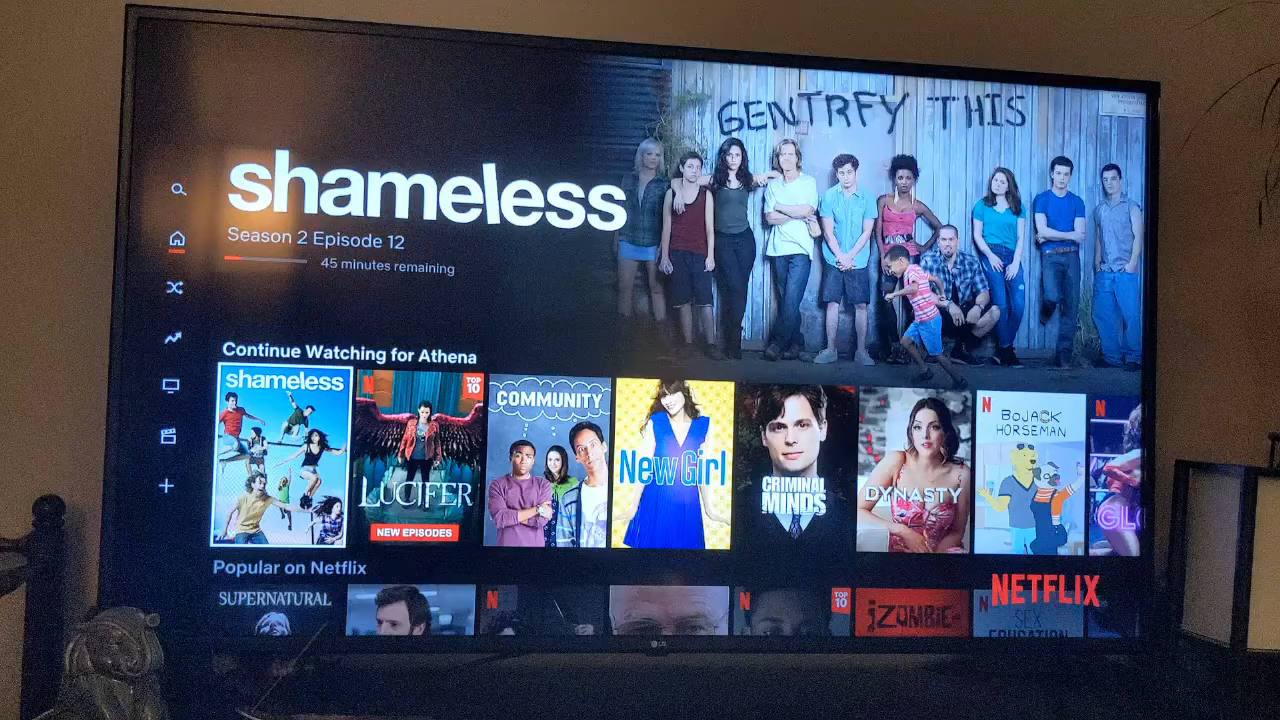 GENTRFY THIS
shameless
Season 2 Episode 12
45 minutes remaining
Continue Watching for Athena
shameless
N
TOP 10
LUCIFER
NEW EPISODES
COMMUNITY
New Girl
CRIMINAL MINDS
DYNASTY
N
BOJACK HORSEMAN
N
GLO
Popular on Netflix
SUPERNATURAL
N
N
TOP 10
iZOMBiE
N
SEX EDUCATION
NETFLIX
LG